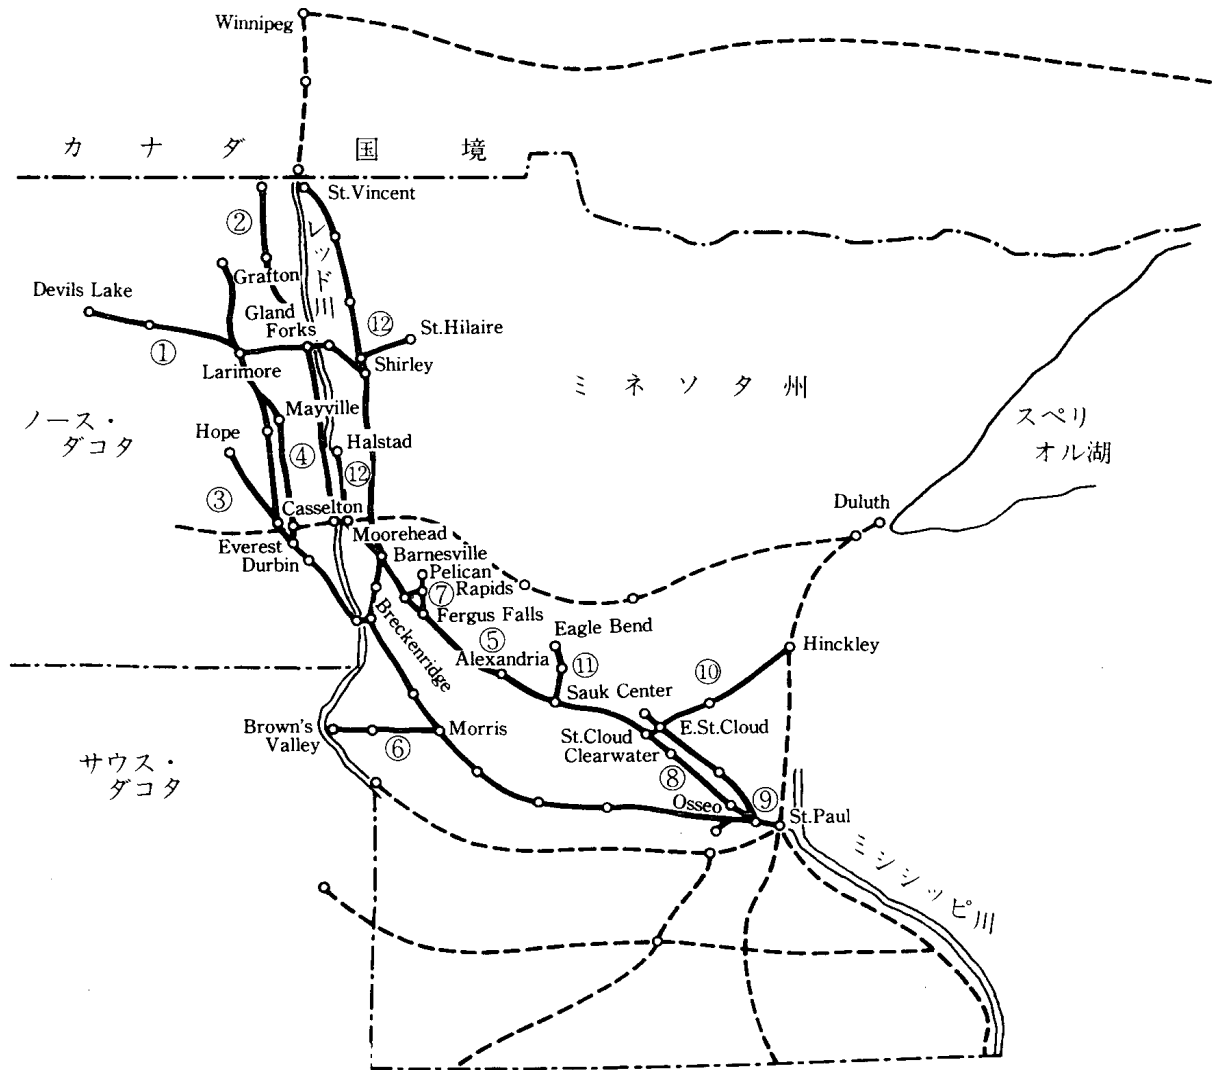 Winnipeg
カナダ国境
St.Vincent
②
レッド川
Grafton
Devils Lake
Gland
Forks
⑫
St.Hilaire
①
Larimore
Shirley
ミネソタ州
ノース・
ダコタ
Mayville
Hope
Halstad
④
⑫
③
Casselton
スペリ
オル湖
Duluth
Moorehead
Everest
Durbin
Barnesville
Pelican
Rapids
⑦
Fergus Falls
Breckenridge
⑤
Eagle Bend
Alexandria
⑪
Hinckley
⑩
Sauk Center
Brown's
Valley
Morris
⑥
St.Cloud
E.St.Cloud
Clearwater
サウス・
ダコタ
⑧
Osseo
⑨
St.Paul
ミシシッピ川